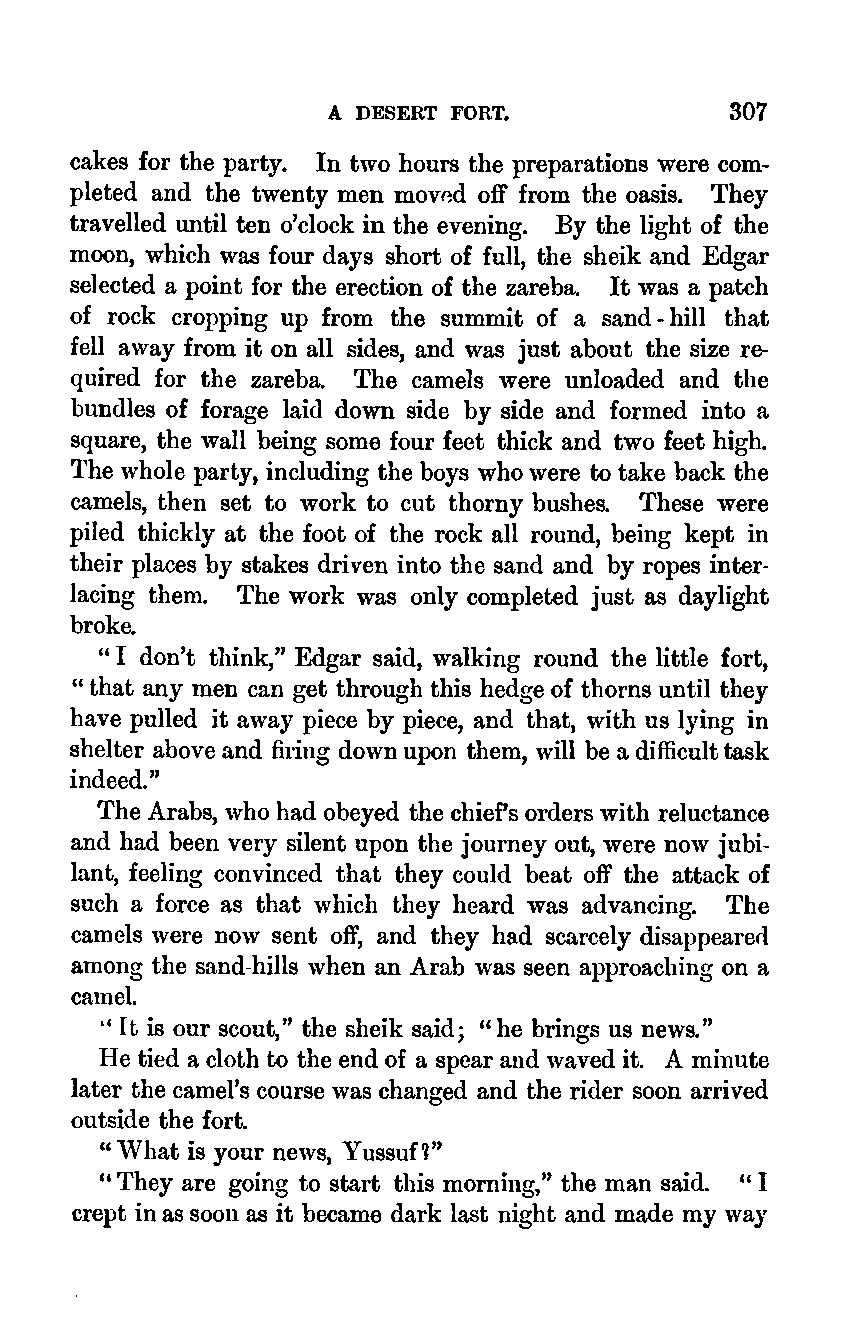 A DESERT FORT. 307
cakes for the party. In two hours the preparations were com-
pleted and the twenty men moved off from the oasis. They
travelled until ten o'clock in the evening. By the light of the
moon, which was four days short of full, the sheik and Edgar
selected a point for the erection of the zareba. It was a patch
of rock cropping up from the summit of a sand-hill that
fell away from it on all sides, and was just about the size re-
quired for the zareba. The camels were unloaded and the
bundles of forage laid down side by side and formed into a
square, the wall being some four feet thick and two feet high.
The whole party, including the boys who were to take back the
camels, then set to work to cut thorny bushes. These were
piled thickly at the foot of the rock all round, being kept in
their places by stakes driven into the sand and by ropes inter-
lacing them. The work was only completed just as daylight
broke.
"I don't think," Edgar said, walking round the little fort,
"that any men can get through this hedge of thorns until they
have pulled it away piece by piece, and that, with us lying in
shelter above and firing down upon them, will be a difficult task
indeed."
The Arabs, who had obeyed the chief's orders with reluctance
and had been very silent upon the journey out, were now jubi-
lant, feeling convinced that they could beat off the attack of
such a force as that which they heard was advancing. The
camels were now sent off, and they had scarcely disappeared
among the sand-hills when an Arab was seen approaching on a
camel.
"It is our scout," the sheik said; "he brings us news."
He tied a cloth to the end of a spear and waved it. A minute
later the camel's course was changed and the rider soon arrived
outside the fort.
"What is your news, Yussuf?"
"They are going to start this morning," the man said. "I
crept in as soon as it became dark last night and made my way